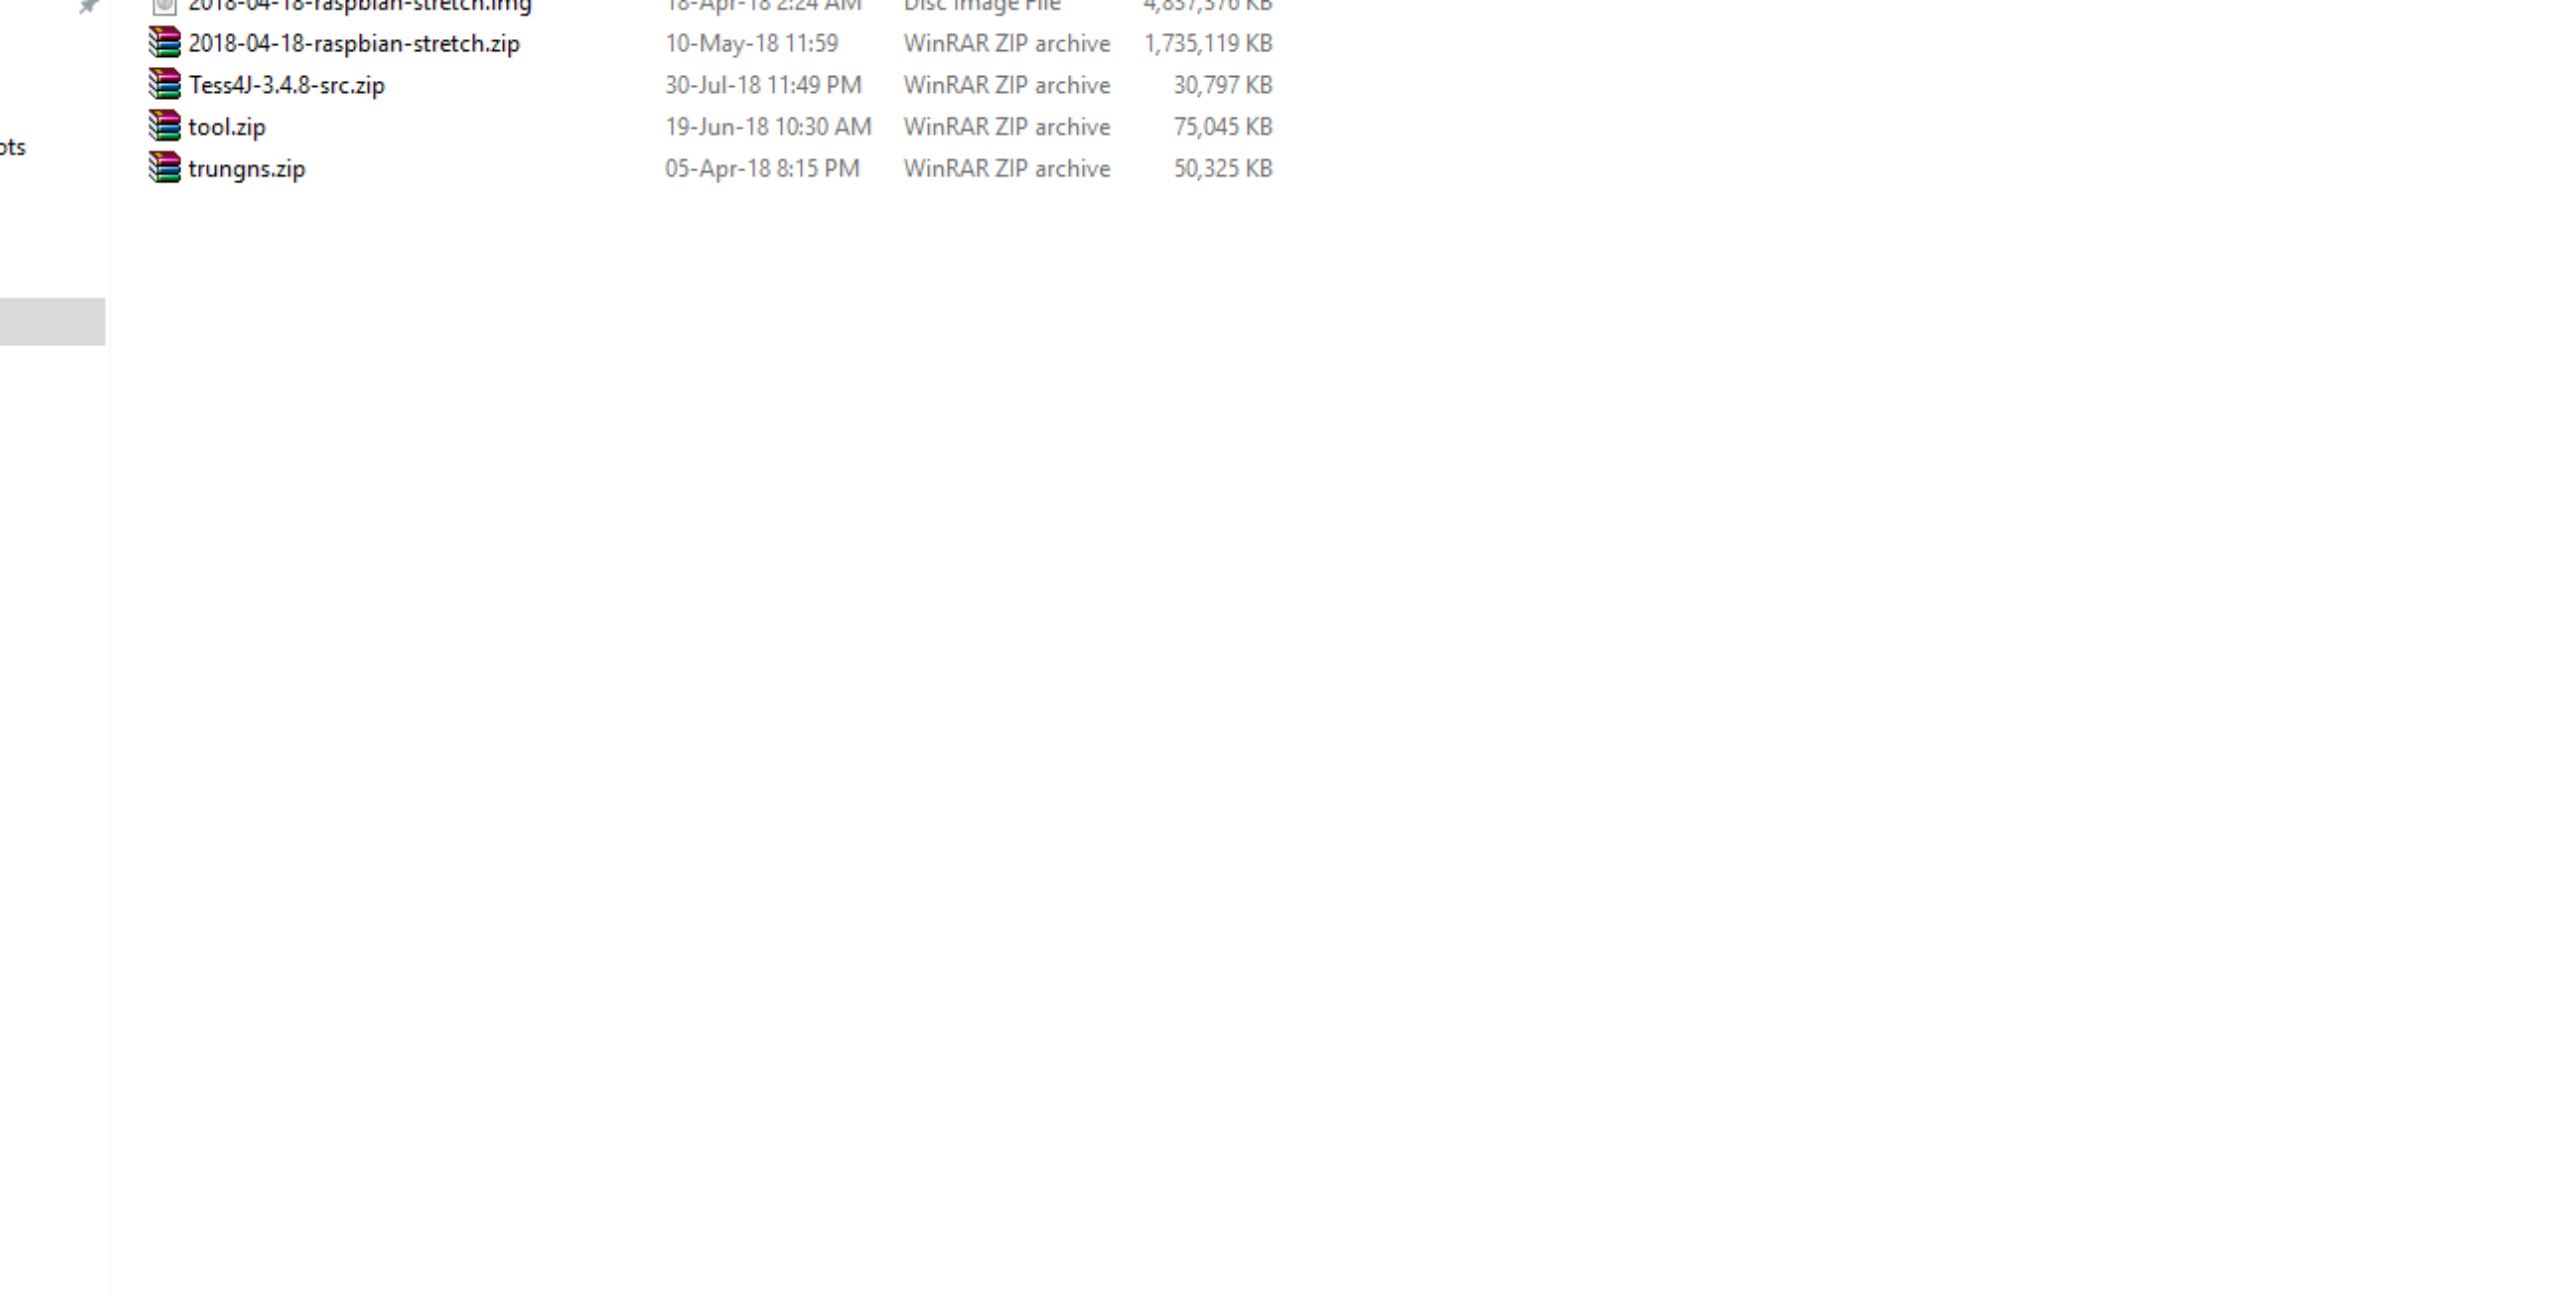 2018-04-18-raspbian-stretch.img 18-Apr-18 2:24 AM Disc Image File 4,857,376 KB
2018-04-18-raspbian-stretch.zip 10-May-18 11:59 WinRAR ZIP archive 1,735,119 KB
Tess4J-3.4.8-src.zip 30-Jul-18 11:49 PM WinRAR ZIP archive 30,797 KB
tool.zip 19-Jun-18 10:30 AM WinRAR ZIP archive 75,045 KB
ots
trungns.zip 05-Apr-18 8:15 PM WinRAR ZIP archive 50,325 KB